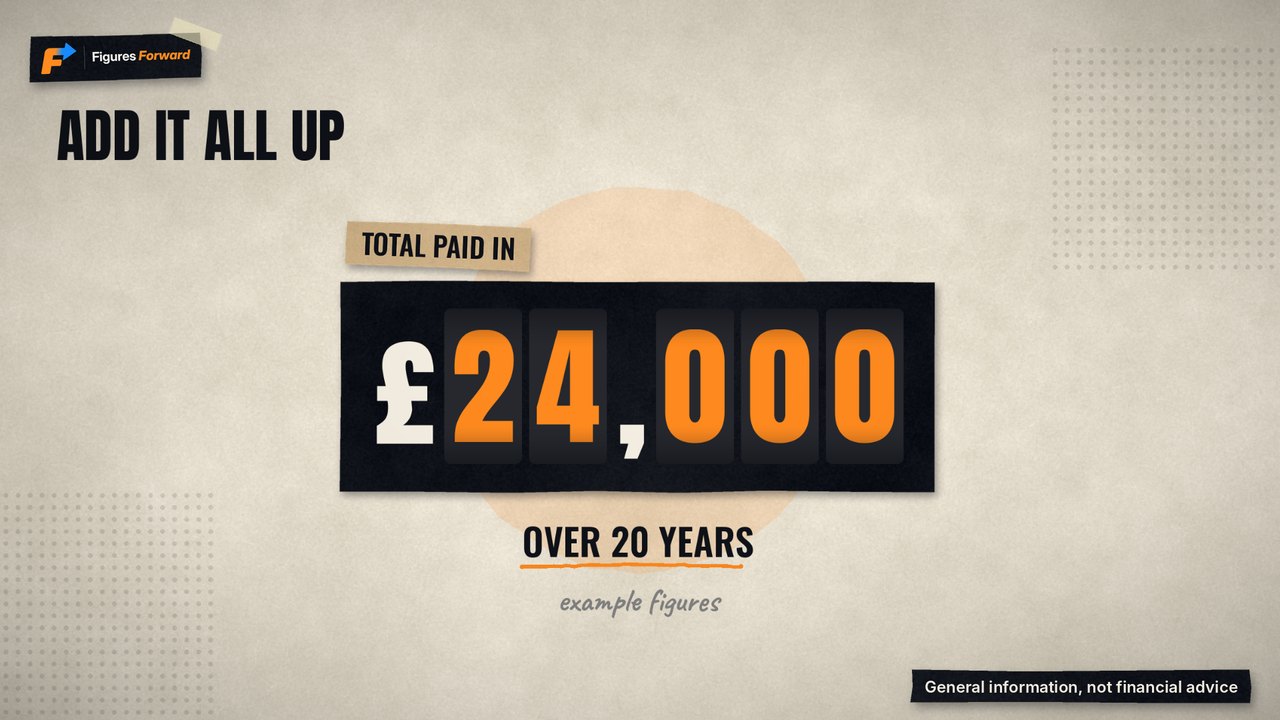 Figures Forward
ADD IT ALL UP
TOTAL PAID IN
£24,000
OVER 20 YEARS
example figures
General information, not financial advice